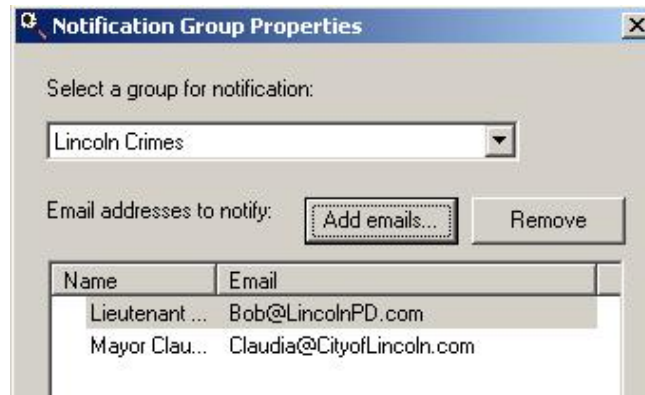 Notification Group Properties
Select a group for notification:
Lincoln Crimes
Email addresses to notify: Add emails... Remove
Name Email
Lieutenant ... Bob@LincolnPD.com
Mayor Clau... Claudia@CityofLincoln.com